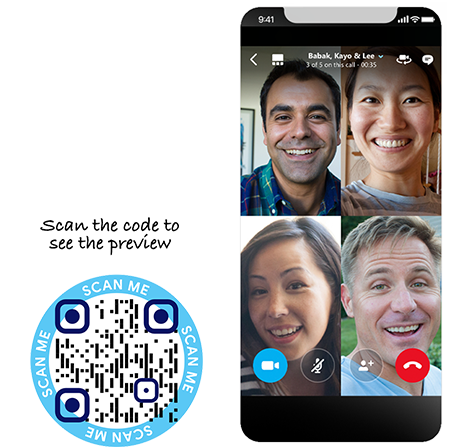 9:41
Babak, Kayo & Lee
3 of 5 on this call - 00:35
Scan the code to
see the preview
SCAN ME
SCAN ME
SCAN ME
SCAN ME